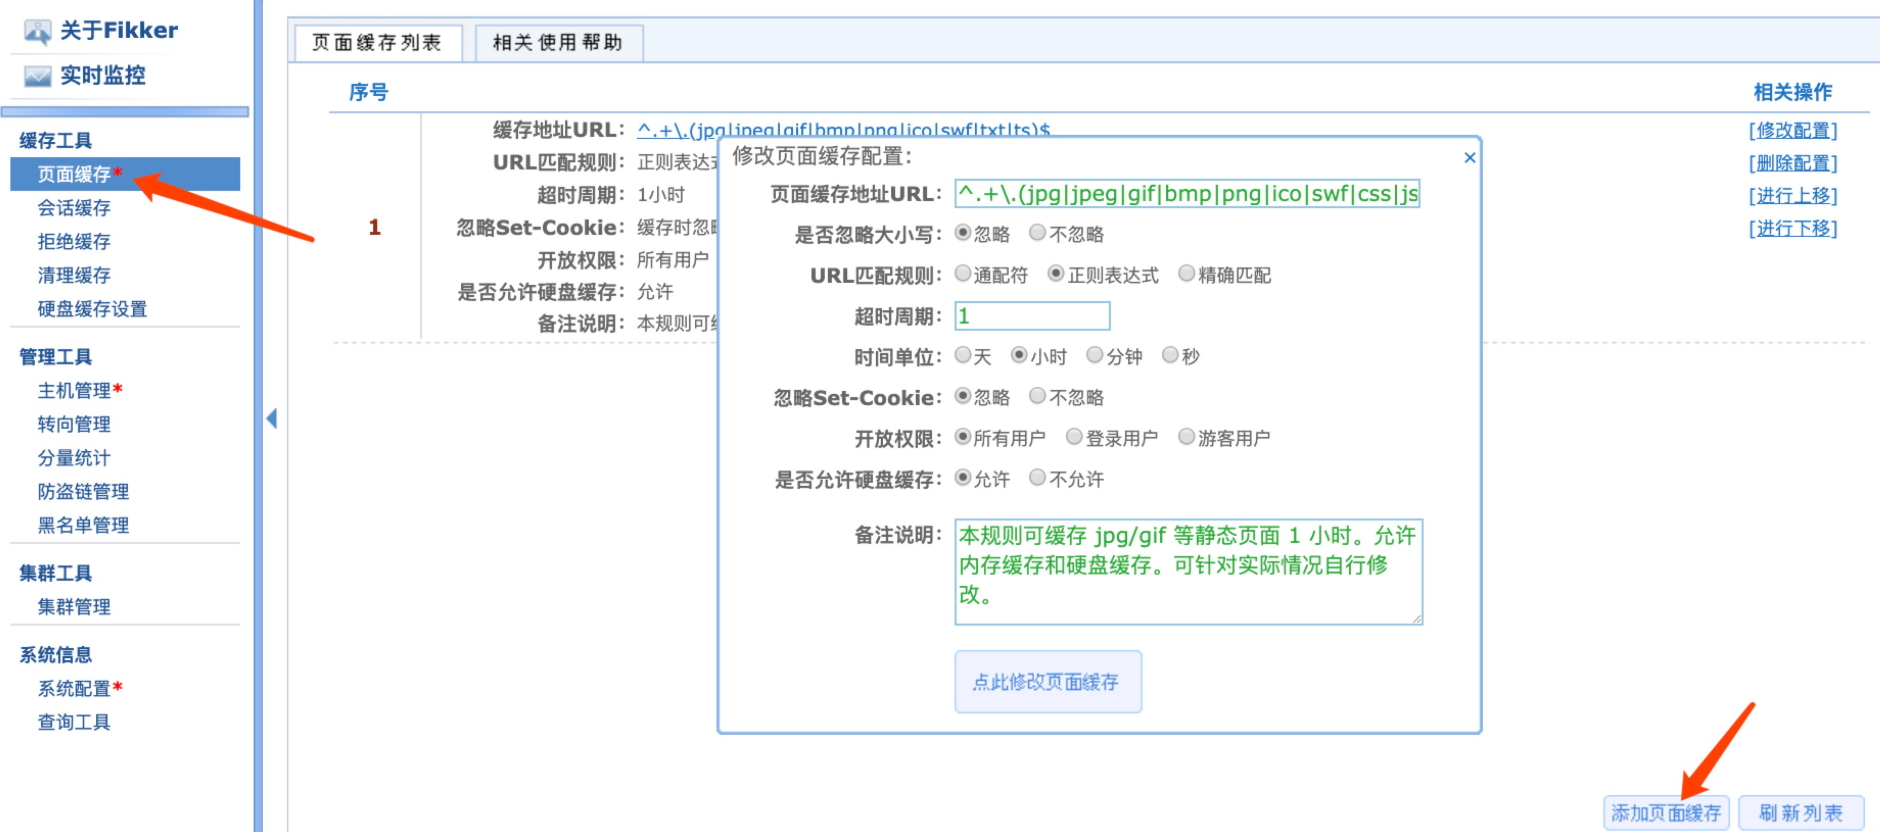 关于Fikker
实时监控
缓存工具
页面缓存*
会话缓存
拒绝缓存
清理缓存
硬盘缓存设置
管理工具
主机管理*
转向管理
分量统计
防盗链管理
黑名单管理
集群工具
集群管理
系统信息
系统配置*
查询工具
页面缓存列表
相关使用帮助
序号
相关操作
1
缓存地址URL： ^.+\.(jpg|jpeg|gif|bmp|png|ico|swf|txt|ts)$
URL匹配规则： 正则表达式
超时周期： 1小时
忽略Set-Cookie： 缓存时忽略
开放权限： 所有用户
是否允许硬盘缓存： 允许
备注说明： 本规则可缓
[修改配置]
[删除配置]
[进行上移]
[进行下移]
修改页面缓存配置：
×
页面缓存地址URL： ^.+\.(jpg|jpeg|gif|bmp|png|ico|swf|css|js
是否忽略大小写： 忽略 不忽略
URL匹配规则： 通配符 正则表达式 精确匹配
超时周期： 1
时间单位： 天 小时 分钟 秒
忽略Set-Cookie： 忽略 不忽略
开放权限： 所有用户 登录用户 游客用户
是否允许硬盘缓存： 允许 不允许
备注说明： 本规则可缓存 jpg/gif 等静态页面 1 小时。允许
内存缓存和硬盘缓存。可针对实际情况自行修
改。
点此修改页面缓存
添加页面缓存
刷新列表